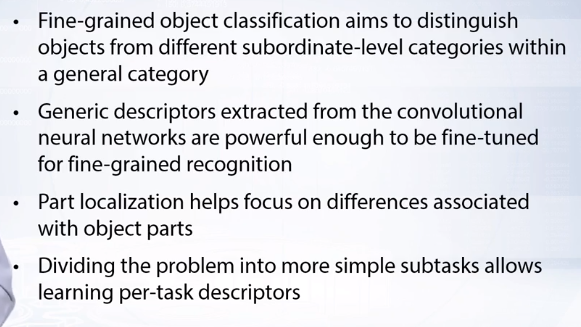 • Fine-grained object classification aims to distinguish
objects from different subordinate-level categories within
a general category
• Generic descriptors extracted from the convolutional
neural networks are powerful enough to be fine-tuned
for fine-grained recognition
• Part localization helps focus on differences associated
with object parts
• Dividing the problem into more simple subtasks allows
learning per-task descriptors